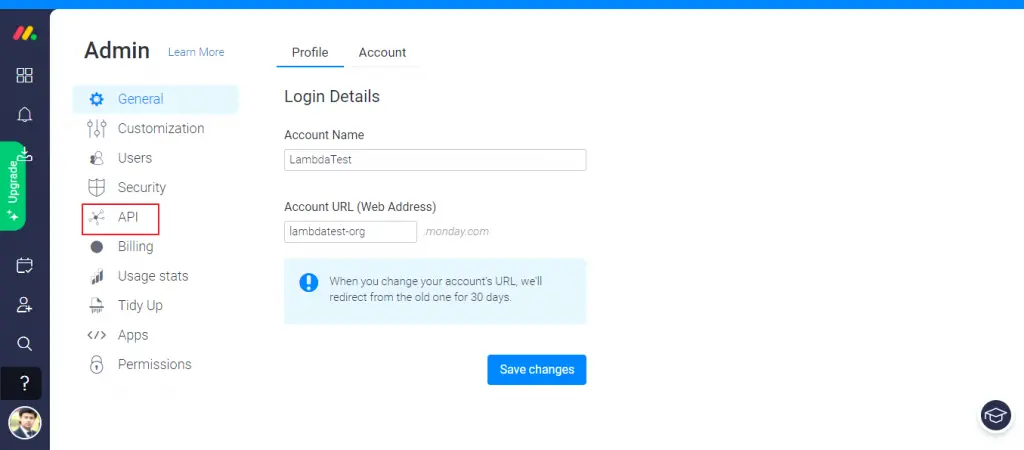 Admin
Learn More
General
Customization
Users
Security
API
Billing
Usage stats
Tidy Up
Apps
Permissions
Upgrade
?
Profile
Account
Login Details
Account Name
LambdaTest
Account URL (Web Address)
lambdatest-org
.monday.com
When you change your account's URL, we'll
redirect from the old one for 30 days.
Save changes